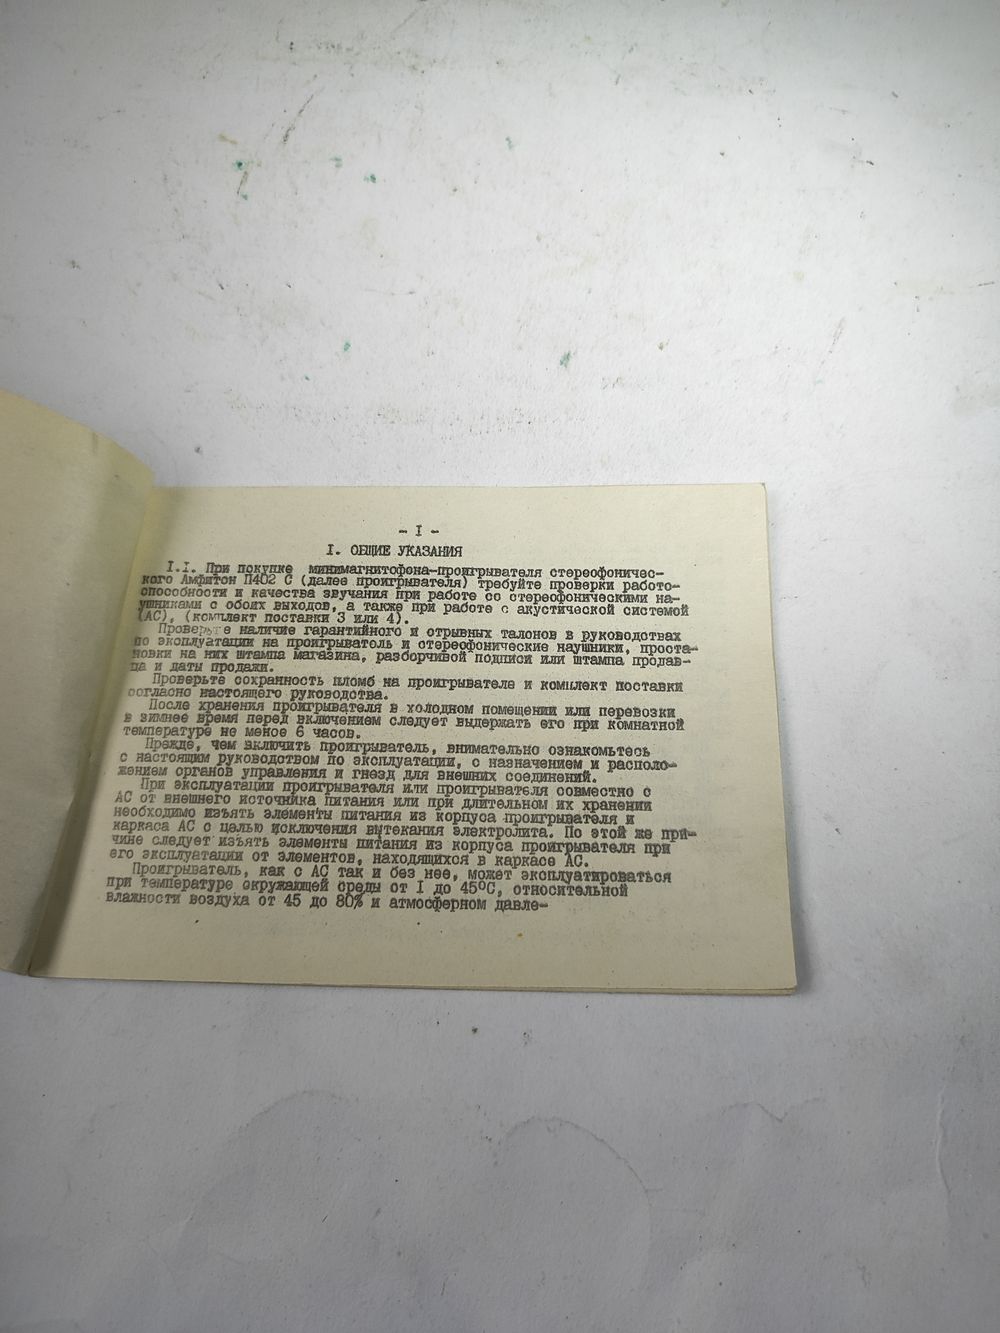 - I -
I. ОБЩИЕ УКАЗАНИЯ
I.I. При покупке минимагнитофона-проигрывателя стереофоничес-
кого Амфитон П402 С (далее проигрывателя) требуйте проверки работо-
способности и качества звучания при работе со стереофоническими на-
ушниками с обоих выходов, а также при работе с акустической системой
(АС), (комплект поставки 3 или 4).
Проверьте наличие гарантийного и отрывных талонов в руководствах
по эксплуатации на проигрыватель и стереофонические наушники, проста-
новки на них штампа магазина, разборчивой подписи или штампа продав-
ца и даты продажи.
Проверьте сохранность пломб на проигрывателе и комплект поставки
согласно настоящего руководства.
После хранения проигрывателя в холодном помещении или перевозки
в зимнее время перед включением следует выдержать его при комнатной
температуре не менее 6 часов.
Прежде, чем включить проигрыватель, внимательно ознакомьтесь
с настоящим руководством по эксплуатации, с назначением и располо-
жением органов управления и гнезд для внешних соединений.
При эксплуатации проигрывателя или проигрывателя совместно с
АС от внешнего источника питания или при длительном их хранении
необходимо изъять элементы питания из корпуса проигрывателя и
каркаса АС с целью исключения вытекания электролита. По этой же при-
чине следует изъять элементы питания из корпуса проигрывателя при
его эксплуатации от элементов, находящихся в каркасе АС.
Проигрыватель, как с АС так и без нее, может эксплуатироваться
при температуре окружающей среды от I до 45°С, относительной
влажности воздуха от 45 до 80% и атмосферном давле-